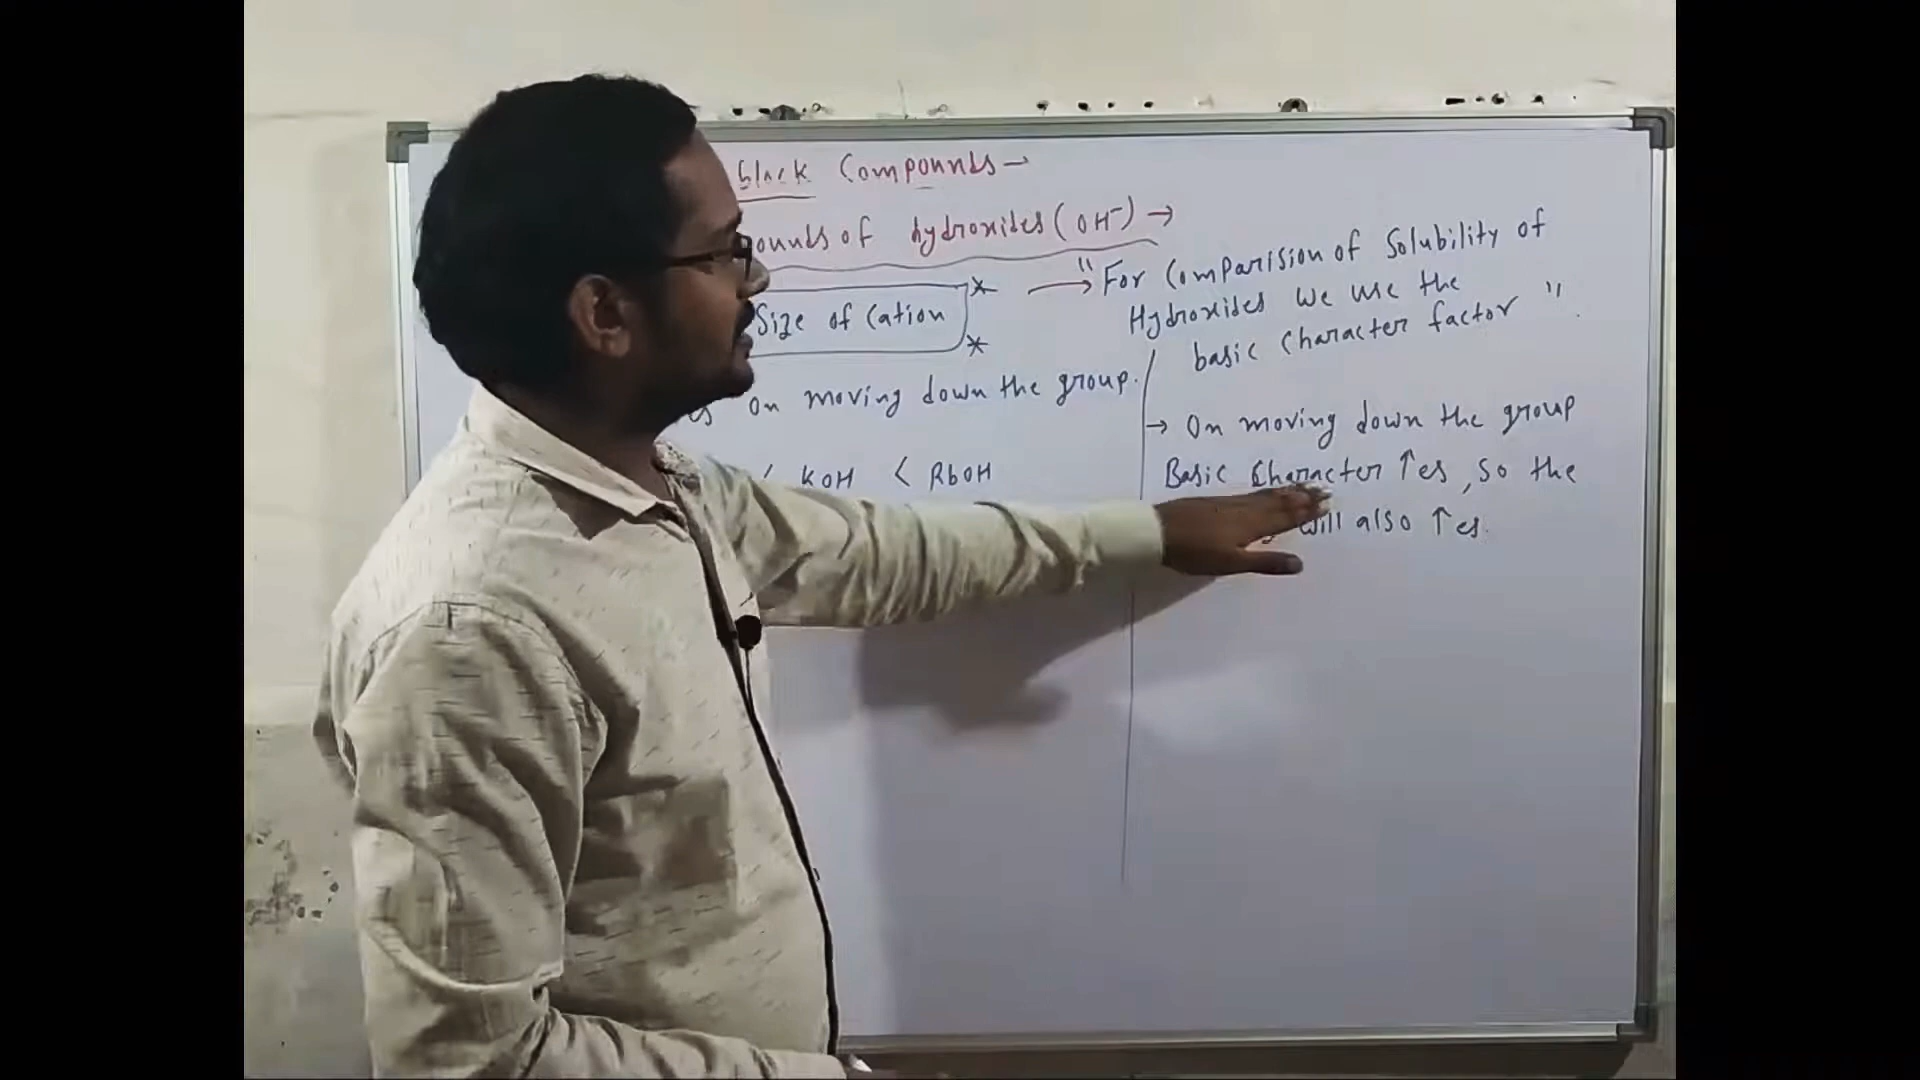 block Compounds →
of hydroxides (OH⁻) →
Size of Cation
→ "For Comparision of Solubility of
Hydroxides we use the
basic character factor "
on moving down the group.
→ On moving down the group
Basic Character ↑es, so the
will also ↑es.
< KOH < RbOH